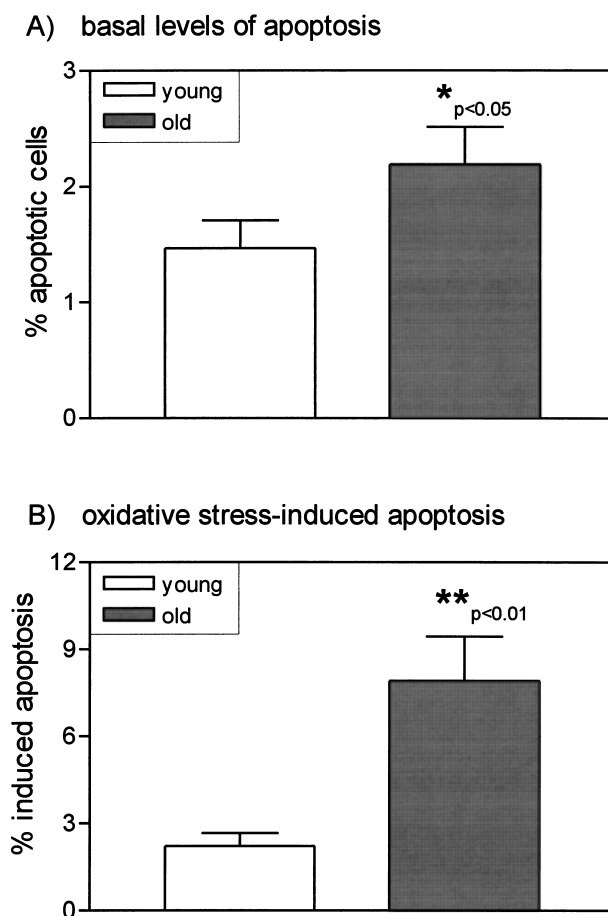 A) basal levels of apoptosis
3
young
old
*
p<0.05
2
1
0
% apoptotic cells
B) oxidative stress-induced apoptosis
12
young
old
**
p<0.01
9
6
3
0
% induced apoptosis